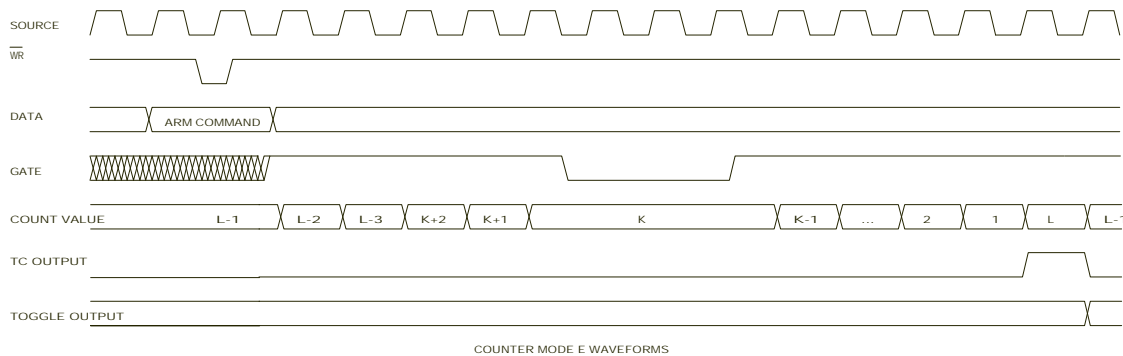 SOURCE
WR
DATA
ARM COMMAND
GATE
COUNT VALUE L-1 L-2 L-3 K+2 K+1 K K-1 ... 2 1 L L-1
TC OUTPUT
TOGGLE OUTPUT
COUNTER MODE E WAVEFORMS